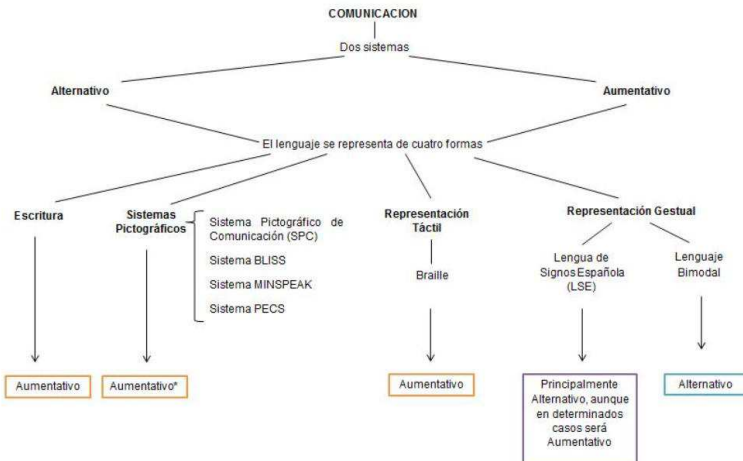 COMUNICACION
Dos sistemas
Alternativo
Aumentativo
El lenguaje se representa de cuatro formas
Escritura
Sistemas
Pictográficos
Sistema Pictográfico de
Comunicación (SPC)
Sistema BLISS
Sistema MINSPEAK
Sistema PECS
Representación
Táctil
Braille
Representación Gestual
Lengua de
Signos Española
(LSE)
Lenguaje
Bimodal
Aumentativo
Aumentativo*
Aumentativo
Principalmente
Alternativo, aunque
en determinados
casos será
Aumentativo
Alternativo